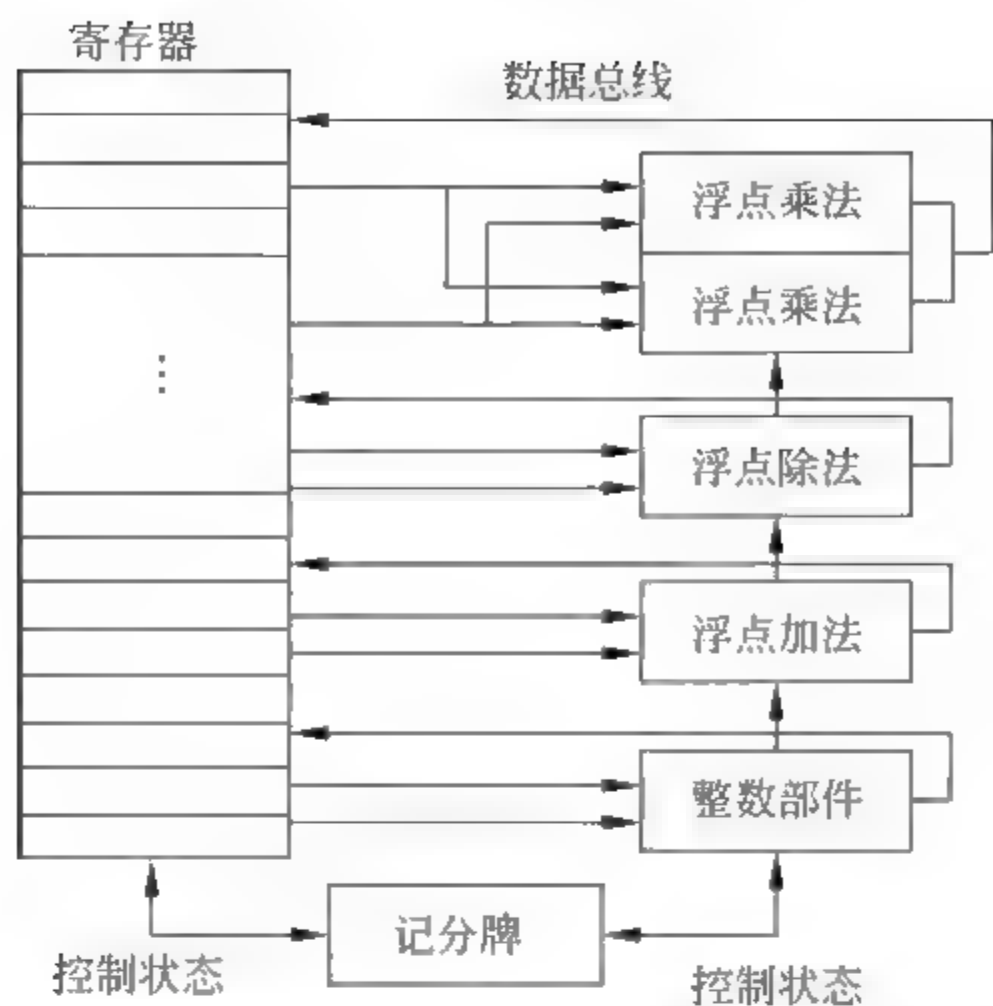 寄存器
数据总线
浮点乘法
浮点乘法
⋮
浮点除法
浮点加法
整数部件
记分牌
控制状态
控制状态